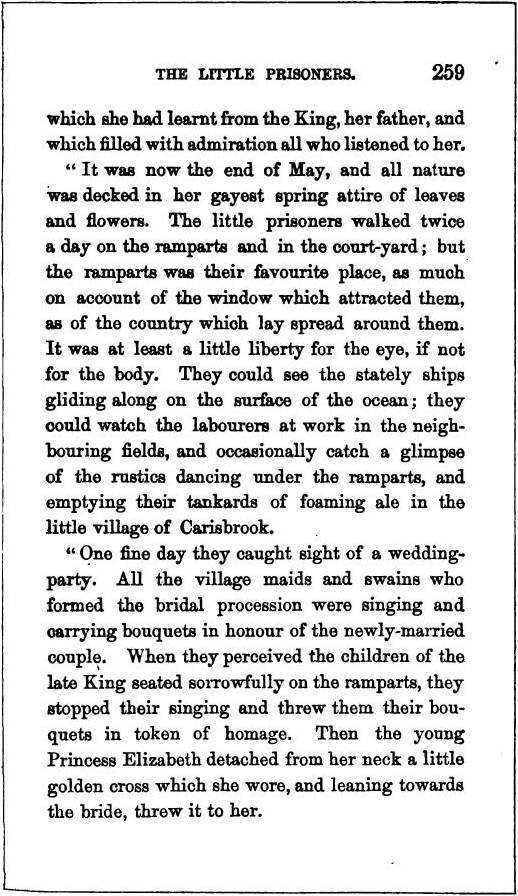 THE LITTLE PRISONERS. 259
which she had learnt from the King, her father, and
which filled with admiration all who listened to her.
“ It was now the end of May, and all nature
was decked in her gayest spring attire of leaves
and flowers. The little prisoners walked twice
a day on the ramparts and in the court-yard; but
the ramparts was their favourite place, as much
on account of the window which attracted them,
as of the country which lay spread around them.
It was at least a little liberty for the eye, if not
for the body. They could see the stately ships
gliding along on the surface of the ocean; they
could watch the labourers at work in the neigh-
bouring fields, and occasionally catch a glimpse
of the rustics dancing under the ramparts, and
emptying their tankards of foaming ale in the
little village of Carisbrook.
“ One fine day they caught sight of a wedding-
party. All the village maids and swains who
formed the bridal procession were singing and
carrying bouquets in honour of the newly-married
couple. When they perceived the children of the
late King seated sorrowfully on the ramparts, they
stopped their singing and threw them their bou-
quets in token of homage. Then the young
Princess Elizabeth detached from her neck a little
golden cross which she wore, and leaning towards
the bride, threw it to her.